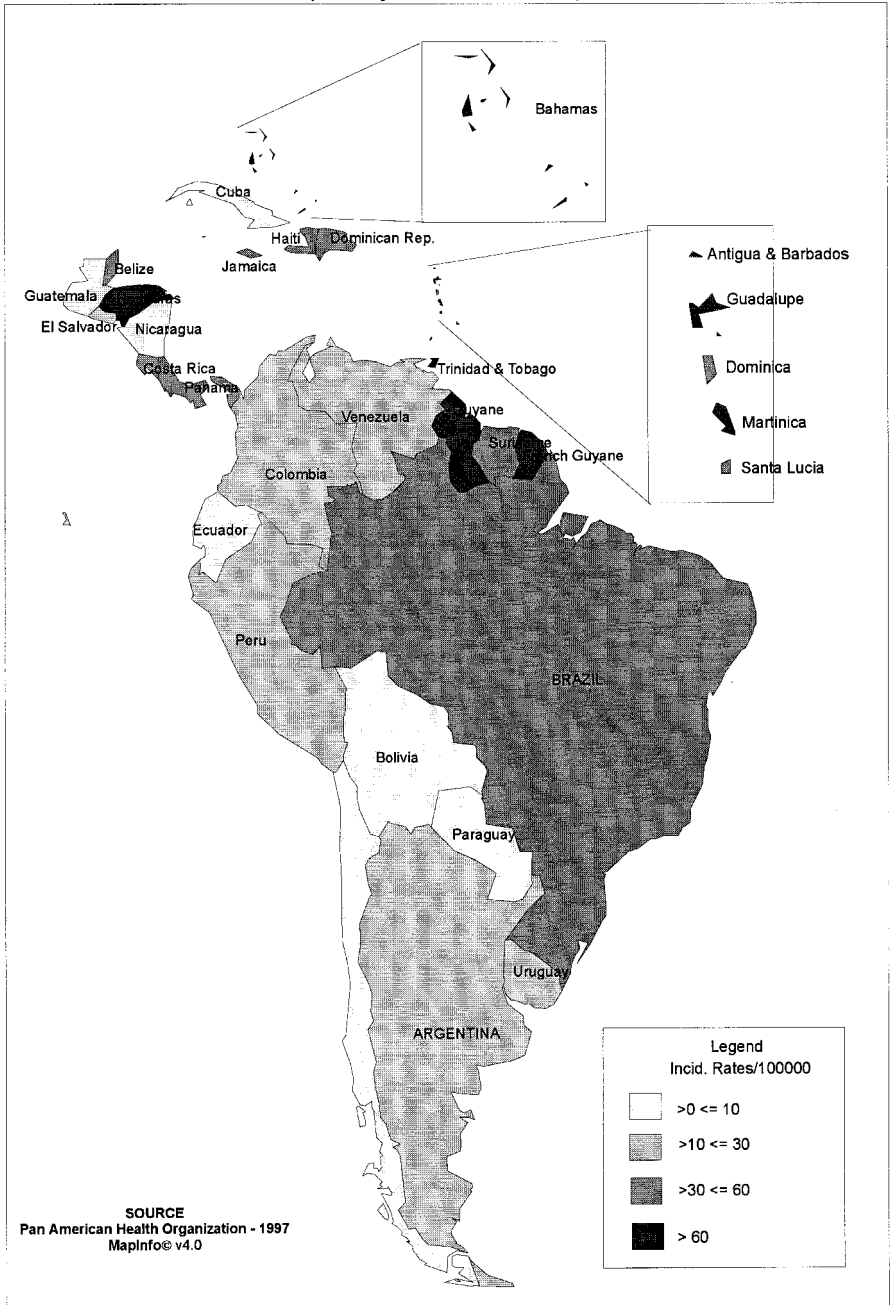 Bahamas
Cuba
Haiti
Dominican Rep.
Jamaica
Belize
Guatemala
El Salvador
Nicaragua
Costa Rica
Panama
Antigua & Barbados
Guadalupe
Dominica
Martinica
Santa Lucia
Trinidad & Tobago
Venezuela
Colombia
Ecuador
Peru
BRAZIL
Bolivia
Paraguay
Uruguay
ARGENTINA
Legend
Incid. Rates/100000
>0 <= 10
>10 <= 30
>30 <= 60
> 60
SOURCE
Pan American Health Organization - 1997
MapInfo© v4.0